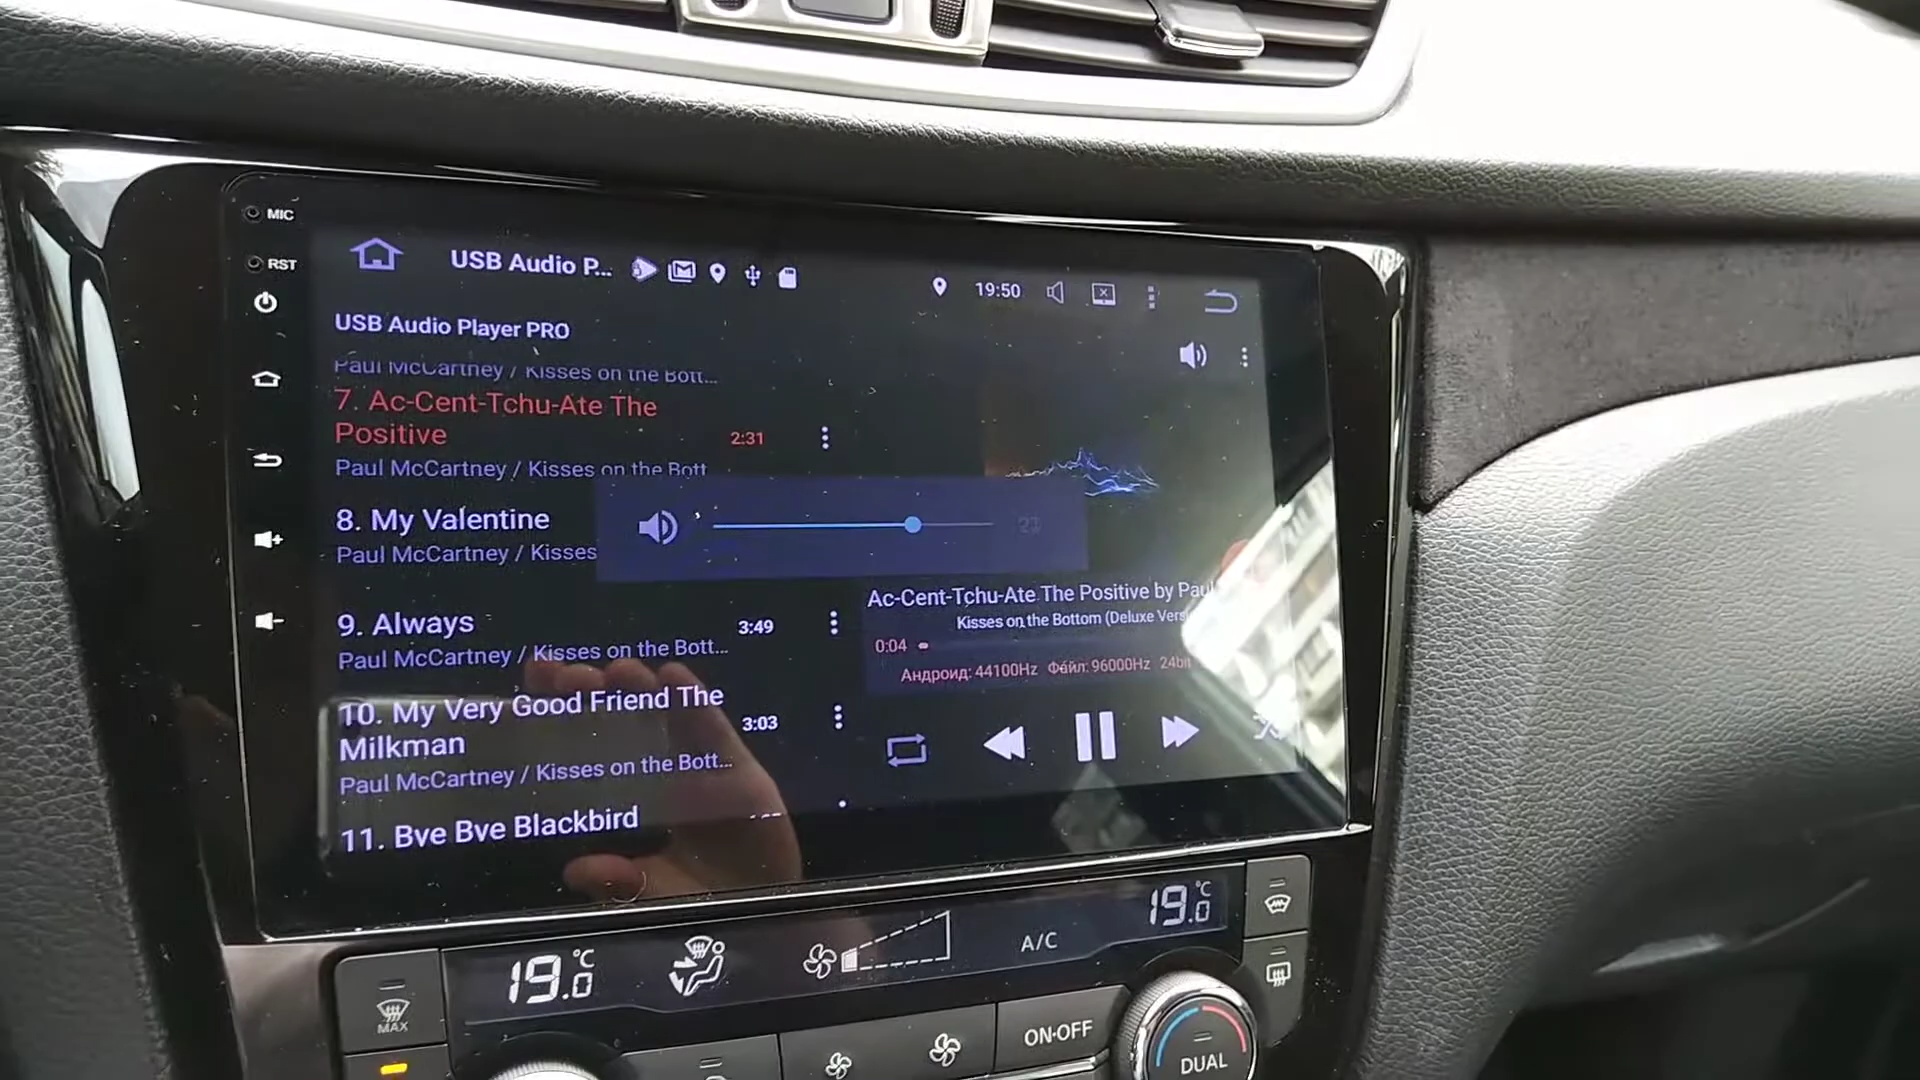 MIC
USB Audio P...
19:50
RST
USB Audio Player PRO
Paul McCartney / Kisses on the Bott...
7. Ac-Cent-Tchu-Ate The
Positive
2:31
Paul McCartney / Kisses on the Bott
8. My Valentine
Paul McCartney / Kisses
9. Always
3:49
Paul McCartney / Kisses on the Bott...
10. My Very Good Friend The
Milkman
3:03
Paul McCartney / Kisses on the Bott...
11. Bye Bye Blackbird
Ac-Cent-Tchu-Ate The Positive by Paul
Kisses on the Bottom (Deluxe Vers
0:04
Андроид: 44100Hz Файл: 96000Hz 24bit
19.0 °C
A/C
19.0 °C
MAX
ON·OFF
DUAL